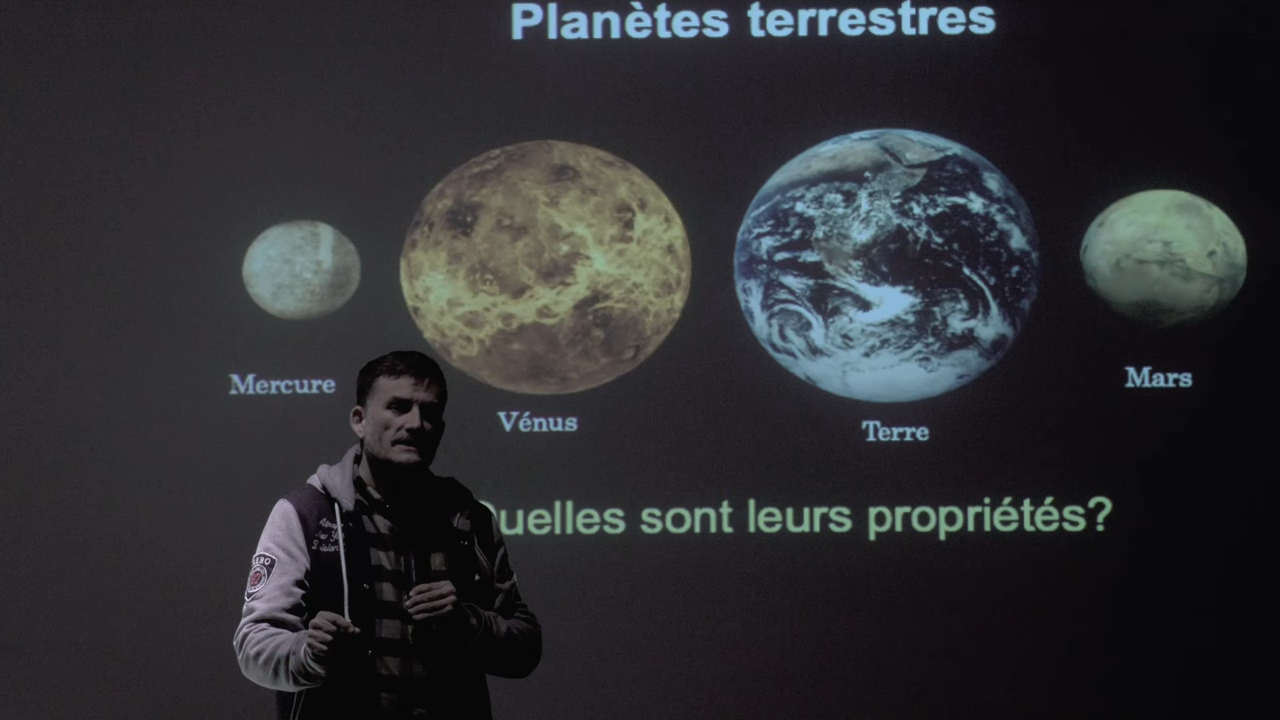 Planètes terrestres
Mercure
Vénus
Terre
Mars
uelles sont leurs propriétés?